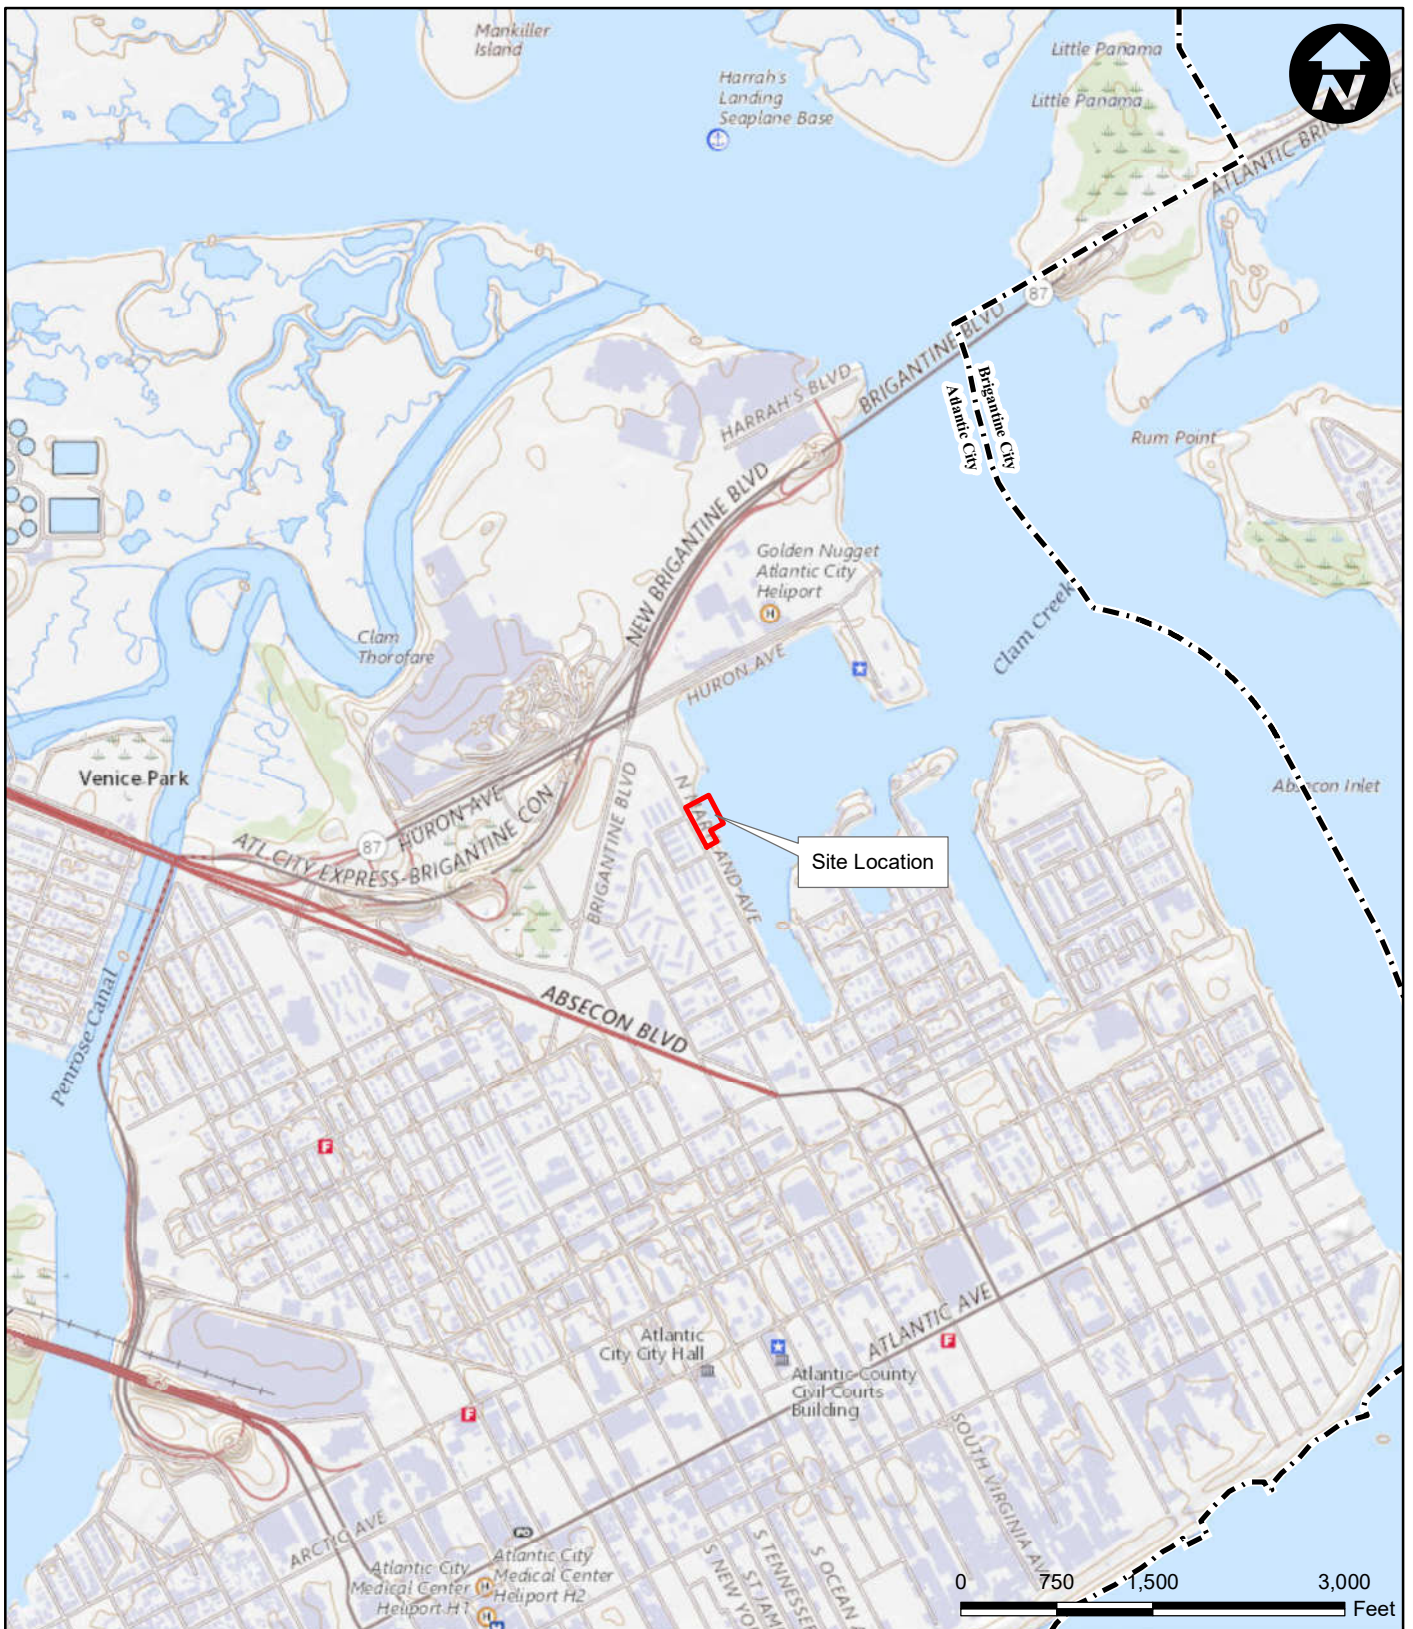 Mankiller
Island
Little Panama
N
Harrah's
Landing
Seaplane Base
Little Panama
ATLANTIC
87
BRIGANTINE BLVD
HARRAH'S BLVD
Brigantine City
Atlantic City
Rum Point
NEW BRIGANTINE BLVD
Golden Nugget
Atlantic City
Heliport
H
Clam
Thorofare
Clam Creek
HURON AVE
Venice Park
Absecon Inlet
BRIGANTINE BLVD
87
HURON AVE
ATL CITY EXPRESS-BRIGANTINE CON
Site Location
Penrose Canal
ABSECON BLVD
F
Atlantic
City City Hall
ATLANTIC AVE
F
Atlantic County
Civil Courts
Building
F
SOUTH VIRGINIA AV
ARCTIC AVE
PO
Atlantic City
Medical Center
Heliport H1
H
Atlantic City
Medical Center
Heliport H2
H
S NEW YO
ST JAM
S TENNESSEE
S OCEAN A
0 750 1,500 3,000
Feet